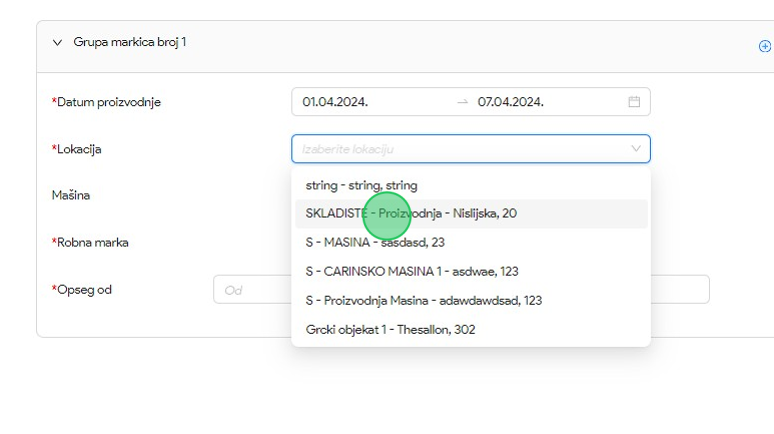 Grupa markica broj 1
*Datum proizvodnje
01.04.2024.
07.04.2024.
*Lokacija
Izaberite lokaciju
string - string, string
Mašina
SKLADISTE - Proizvodnja - Nislijska, 20
*Robna marka
S - MASINA - sasdasd, 23
S - CARINSKO MASINA 1 - asdwae, 123
*Opseg od
Od
S - Proizvodnja Masina - adawdawdsad, 123
Grcki objekat 1 - Thesallon, 302